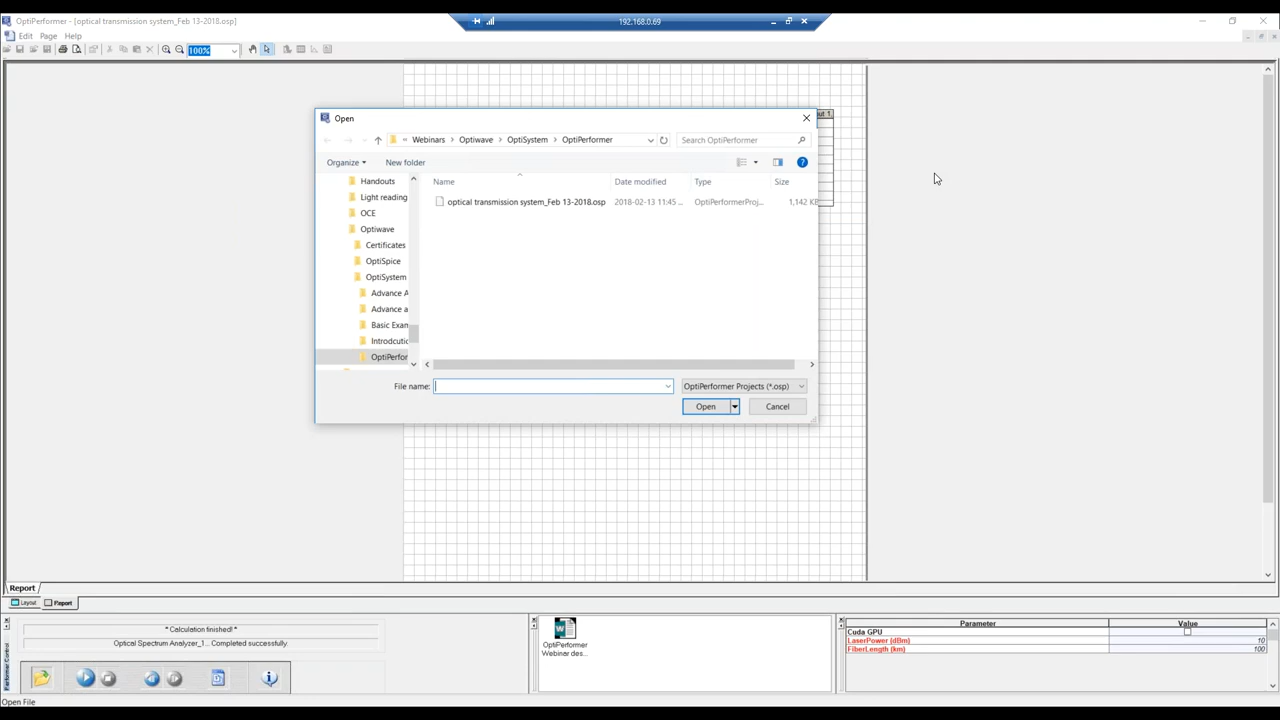 OptiPerformer - [optical transmission system_Feb 13-2018.osp]
192.168.0.69
Edit Page Help
100%
Open
« Webinars > Optiwave > OptiSystem > OptiPerformer
Search OptiPerformer
Organize
New folder
Name Date modified Type Size
optical transmission system_Feb 13-2018.osp 2018-02-13 11:45 ... OptiPerformerProj... 1,142 KB
Handouts
Light reading
OCE
Optiwave
Certificates
OptiSpice
OptiSystem
Advance A
Advance a
Basic Exam
Introdcutic
OptiPerfor
File name:
OptiPerformer Projects (*.osp)
Open
Cancel
Report
Layout Report
* Calculation finished! *
Optical Spectrum Analyzer_1... Completed successfully.
Performer Control
OptiPerformer
Webinar des...
Parameter Value
Cuda GPU
LaserPower (dBm) 10
FiberLength (km) 100
Open File